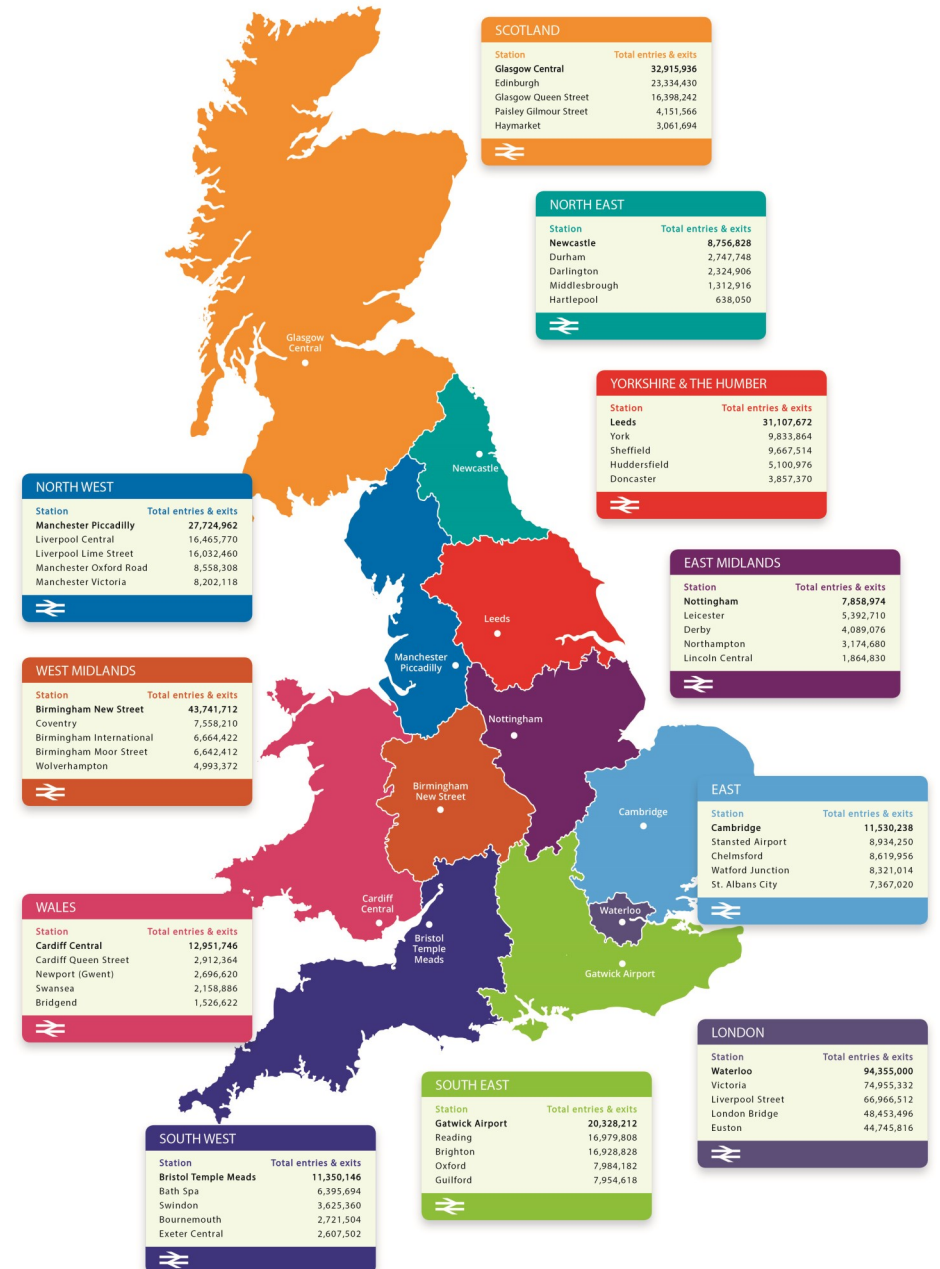 SCOTLAND
Station Total entries & exits
Glasgow Central 32,915,936
Edinburgh 23,334,430
Glasgow Queen Street 16,398,242
Paisley Gilmour Street 4,151,566
Haymarket 3,061,694
NORTH EAST
Station Total entries & exits
Newcastle 8,756,828
Durham 2,747,748
Darlington 2,324,906
Middlesbrough 1,312,916
Hartlepool 638,050
Glasgow
Central
YORKSHIRE & THE HUMBER
Station Total entries & exits
Leeds 31,107,672
York 9,833,864
Sheffield 9,667,514
Huddersfield 5,100,976
Doncaster 3,857,370
Newcastle
NORTH WEST
Station Total entries & exits
Manchester Piccadilly 27,724,962
Liverpool Central 16,465,770
Liverpool Lime Street 16,032,460
Manchester Oxford Road 8,558,308
Manchester Victoria 8,202,118
EAST MIDLANDS
Station Total entries & exits
Nottingham 7,858,974
Leicester 5,392,710
Derby 4,089,076
Northampton 3,174,680
Lincoln Central 1,864,830
Leeds
Manchester
Piccadilly
WEST MIDLANDS
Station Total entries & exits
Birmingham New Street 43,741,712
Coventry 7,558,210
Birmingham International 6,664,422
Birmingham Moor Street 6,642,412
Wolverhampton 4,993,372
Nottingham
Birmingham
New Street
Cambridge
EAST
Station Total entries & exits
Cambridge 11,530,238
Stansted Airport 8,934,250
Chelmsford 8,619,956
Watford Junction 8,321,014
St. Albans City 7,367,020
WALES
Station Total entries & exits
Cardiff Central 12,951,746
Cardiff Queen Street 2,912,364
Newport (Gwent) 2,696,620
Swansea 2,158,886
Bridgend 1,526,622
Cardiff
Central
Bristol
Temple
Meads
Waterloo
Gatwick Airport
LONDON
Station Total entries & exits
Waterloo 94,355,000
Victoria 74,955,332
Liverpool Street 66,966,512
London Bridge 48,453,496
Euston 44,745,816
SOUTH EAST
Station Total entries & exits
Gatwick Airport 20,328,212
Reading 16,979,808
Brighton 16,928,828
Oxford 7,984,182
Guilford 7,954,618
SOUTH WEST
Station Total entries & exits
Bristol Temple Meads 11,350,146
Bath Spa 6,395,694
Swindon 3,625,360
Bournemouth 2,721,504
Exeter Central 2,607,502